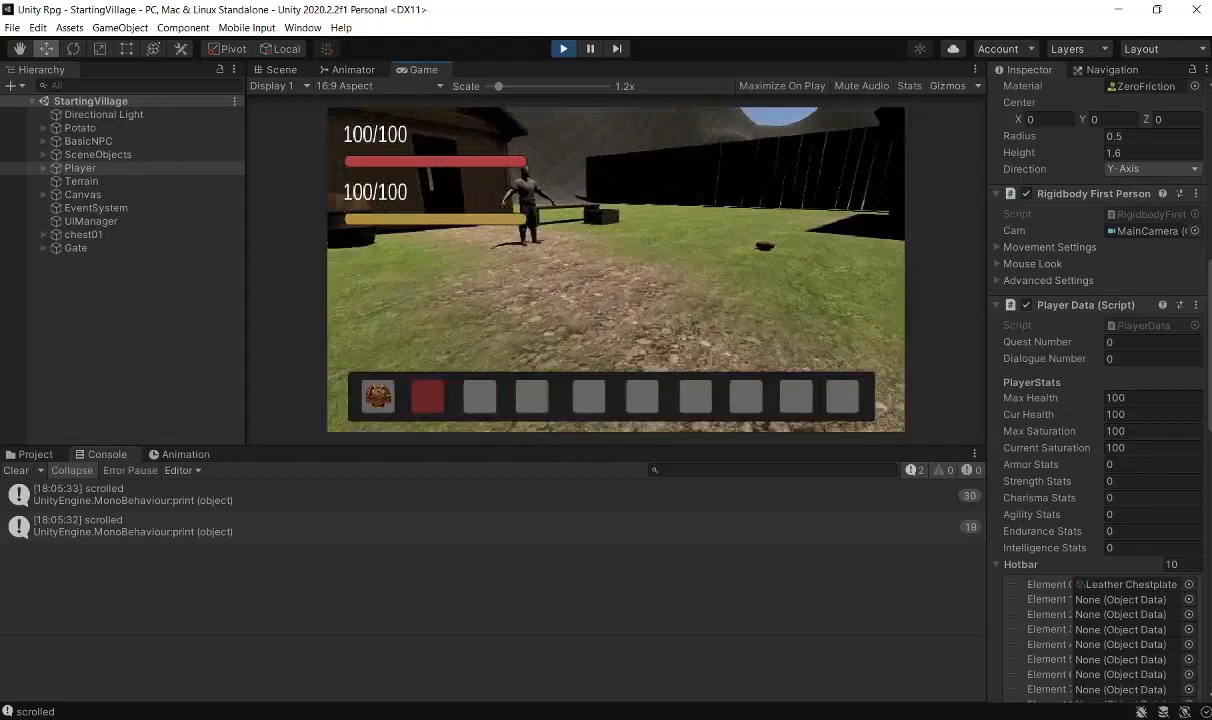 Unity Rpg - StartingVillage - PC, Mac & Linux Standalone - Unity 2020.2.2f1 Personal <DX11>
File Edit Assets GameObject Component Mobile Input Window Help
Pivot Local Account Layers Layout
Hierarchy Scene Animator Game Inspector Navigation
All Display 1 16:9 Aspect Scale 1.2x Maximize On Play Mute Audio Stats Gizmos
StartingVillage
Directional Light
Potato
BasicNPC
SceneObjects
Player
Terrain
Canvas
EventSystem
UIManager
chest01
Gate
100/100
100/100
Material ZeroFriction
Center
X 0 Y 0 Z 0
Radius 0.5
Height 1.6
Direction Y-Axis
Rigidbody First Person
Script RigidbodyFirst
Cam MainCamera (
Movement Settings
Mouse Look
Advanced Settings
Player Data (Script)
Script PlayerData
Quest Number 0
Dialogue Number 0
PlayerStats
Max Health 100
Cur Health 100
Max Saturation 100
Current Saturation 100
Armor Stats 0
Strength Stats 0
Charisma Stats 0
Agility Stats 0
Endurance Stats 0
Intelligence Stats 0
Hotbar 10
Element Leather Chestplate
Element None (Object Data)
Element None (Object Data)
Element None (Object Data)
Element None (Object Data)
Element None (Object Data)
Element None (Object Data)
Element None (Object Data)
Project Console Animation
Clear Collapse Error Pause Editor 2 0 0
[18:05:33] scrolled
UnityEngine.MonoBehaviour:print (object)
30
[18:05:32] scrolled
UnityEngine.MonoBehaviour:print (object)
19
scrolled